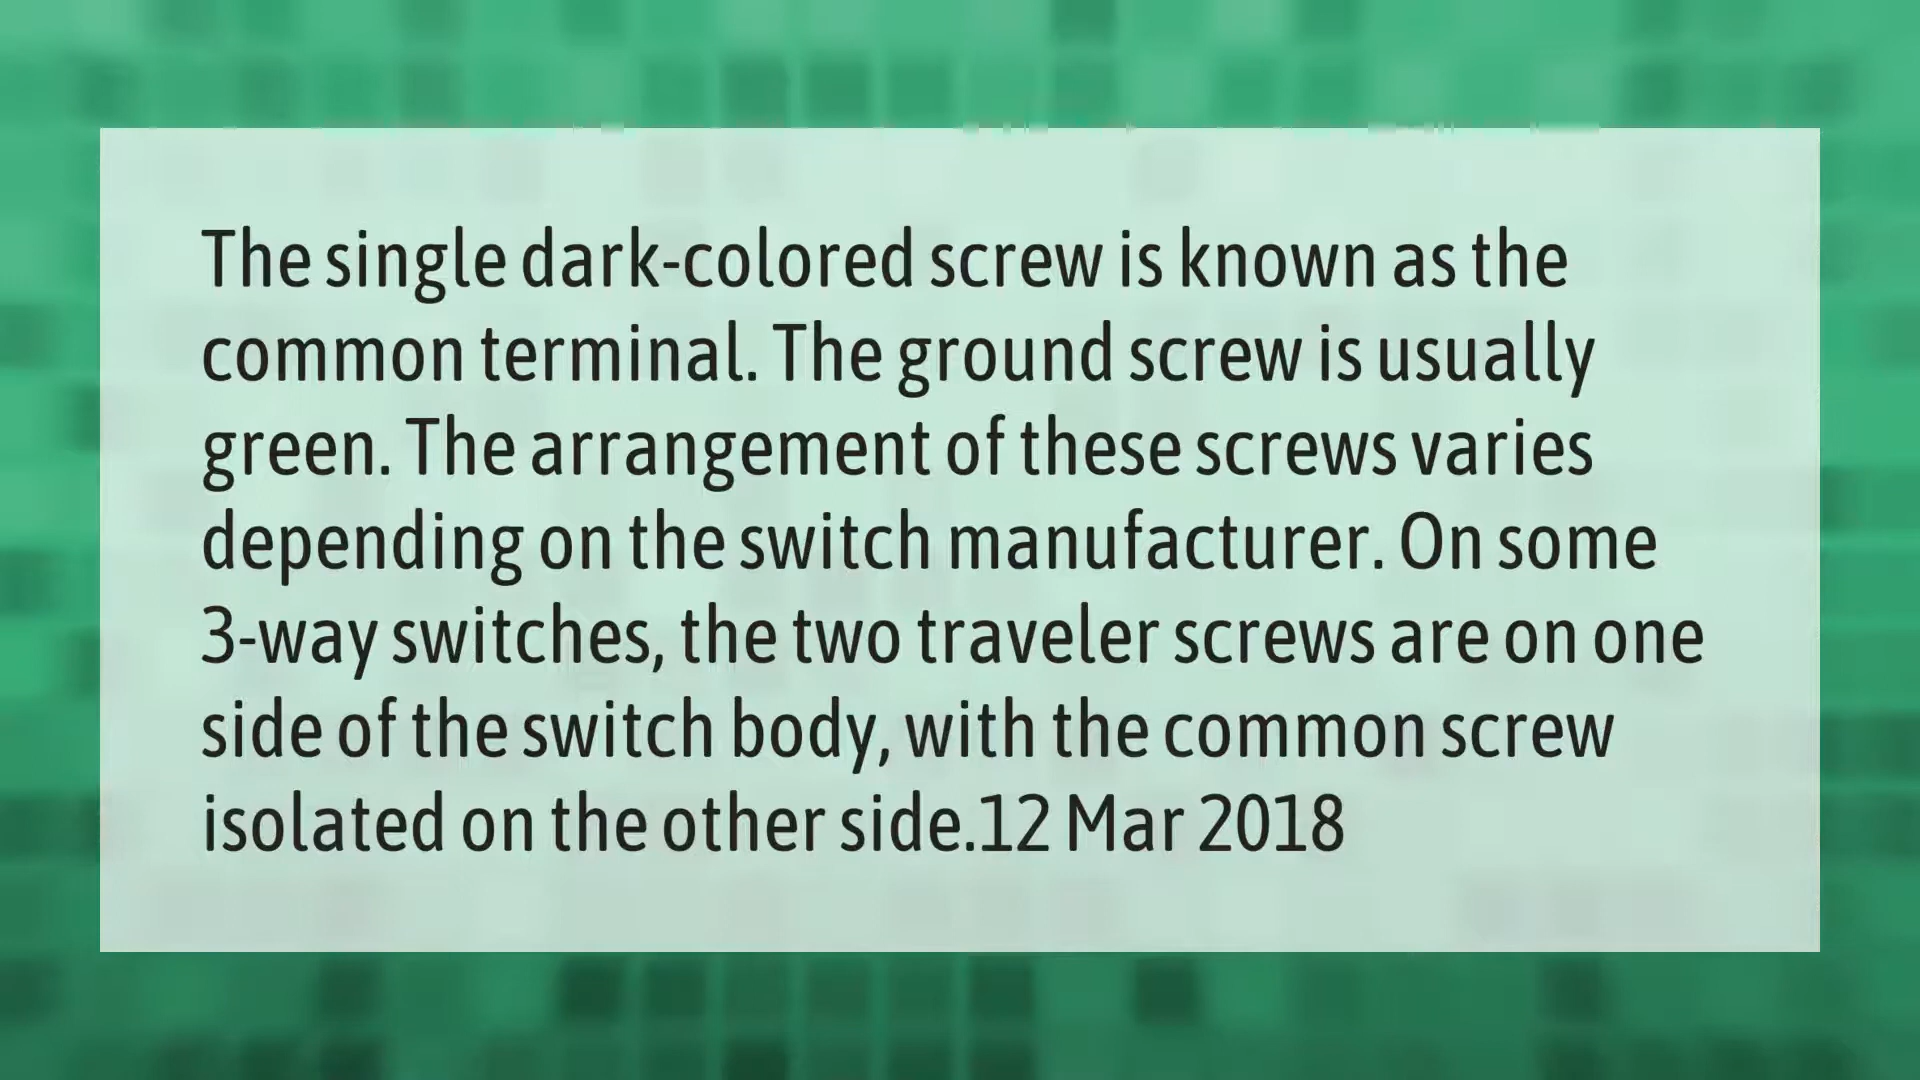 The single dark-colored screw is known as the
common terminal. The ground screw is usually
green. The arrangement of these screws varies
depending on the switch manufacturer. On some
3-way switches, the two traveler screws are on one
side of the switch body, with the common screw
isolated on the other side.12 Mar 2018